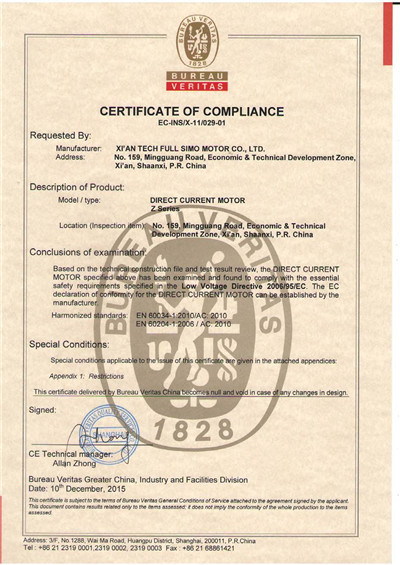 BUREAU VERITAS
1828
BUREAU
VERITAS
CERTIFICATE OF COMPLIANCE
EC-INS/X-11/029-01
Requested By:
Manufacturer: XI'AN TECH FULL SIMO MOTOR CO., LTD.
Address: No. 159, Mingguang Road, Economic & Technical Development Zone,
Xi'an, Shaanxi, P.R. China
Description of Product:
Model / type: DIRECT CURRENT MOTOR
Z Series
Location (Inspection item): No. 159, Mingguang Road, Economic & Technical
Development Zone, Xi'an, Shaanxi, P.R. China
Conclusions of examination:
Based on the technical construction file and test result review, the DIRECT CURRENT
MOTOR specified above has been examined and found to comply with the essential
safety requirements specified in the Low Voltage Directive 2006/95/EC. The EC
declaration of conformity for the DIRECT CURRENT MOTOR can be established by the
manufacturer.
Harmonized standards: EN 60034-1:2010/AC: 2010
EN 60204-1:2006 / AC: 2010
Special Conditions:
Special conditions applicable to the issue of this certificate are given in the attached appendices:
Appendix 1: Restrictions
This certificate delivered by Bureau Veritas China becomes null and void in case of any changes in design.
BUREAU VERITAS
1828
Signed:
CE Technical manager:
Allan Zhong
Bureau Veritas Greater China, Industry and Facilities Division
Date: 10th December, 2015
This certificate is subject to the terms of Bureau Veritas General Conditions of Service attached to the agreement signed by the applicant.
This document contains results related only to the items assessed; it does not imply the conformity of the whole production to the items
assessed.
Address: 3/F, No.1288, Wai Ma Road, Huangpu District, Shanghai, 200011, P.R.China
Tel : +86 21 2319 0001,2319 0002, 2319 0003 Fax : +86 21 68861421